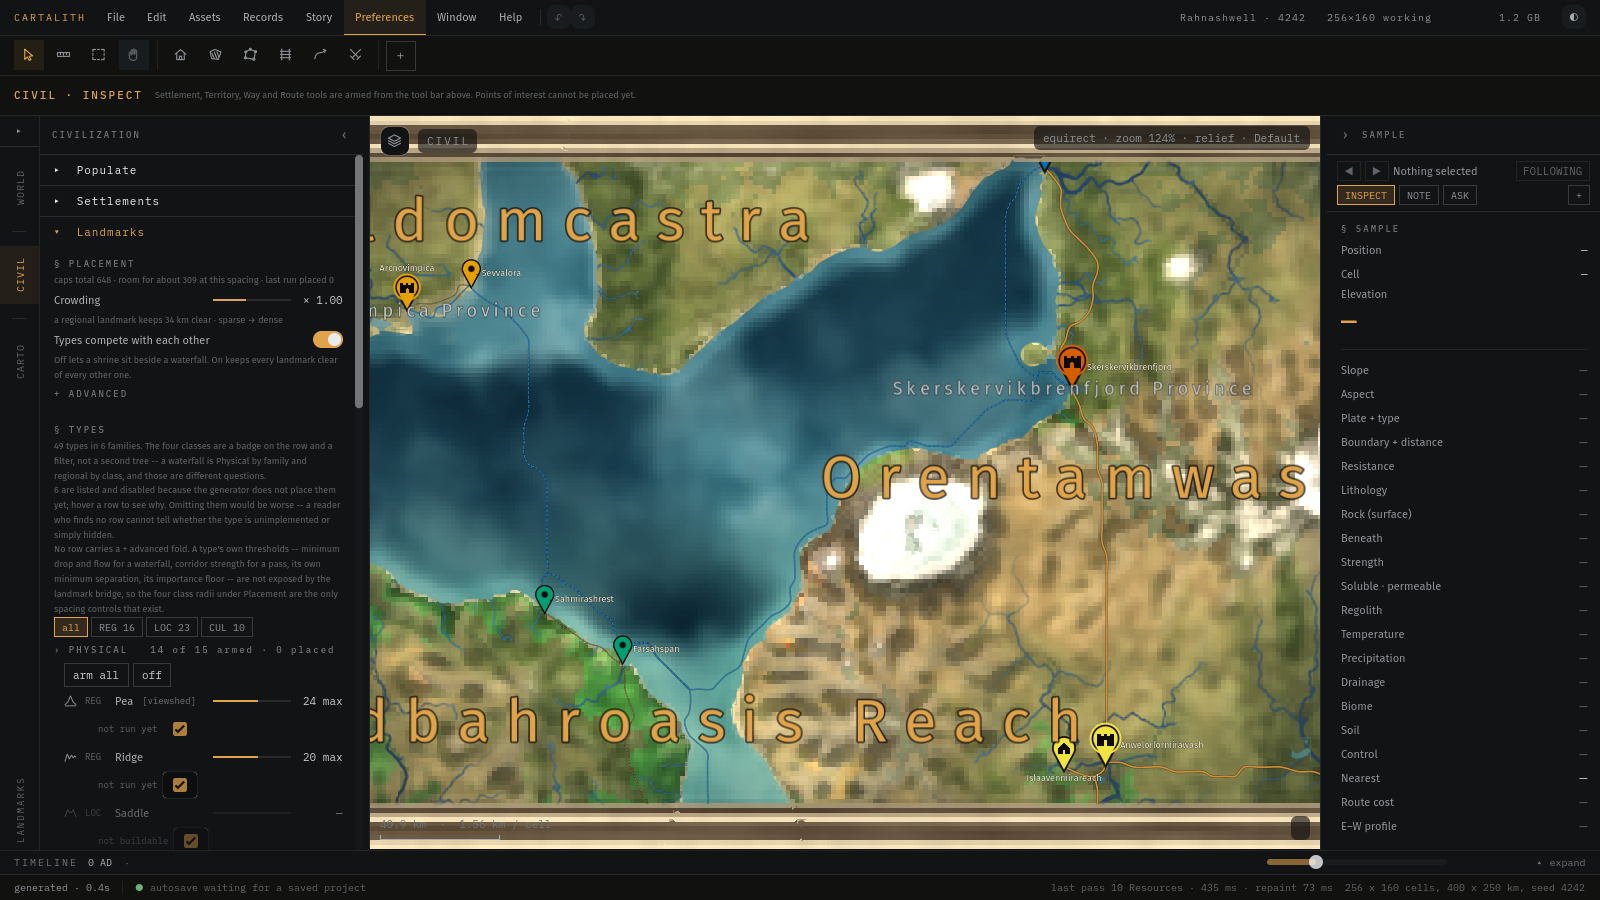 CARTALITH File Edit Assets Records Story Preferences Window Help
Rahnashwell · 4242 256×160 working 1.2 GB
CIVIL · INSPECT Settlement, Territory, Way and Route tools are armed from the tool bar above. Points of interest cannot be placed yet.
WORLD
CIVIL
CARTO
LANDMARKS
CIVILIZATION
Populate
Settlements
Landmarks
§ PLACEMENT
caps total 648 · room for about 309 at this spacing · last run placed 0
Crowding × 1.00
a regional landmark keeps 34 km clear · sparse → dense
Types compete with each other
Off lets a shrine sit beside a waterfall. On keeps every landmark clear
of every other one.
+ ADVANCED
§ TYPES
49 types in 6 families. The four classes are a badge on the row and a
filter, not a second tree -- a waterfall is Physical by family and
regional by class, and those are different questions.
6 are listed and disabled because the generator does not place them
yet; hover a row to see why. Omitting them would be worse -- a reader
who finds no row cannot tell whether the type is unimplemented or
simply hidden.
No row carries a + advanced fold. A type's own thresholds -- minimum
drop and flow for a waterfall, corridor strength for a pass, its own
minimum separation, its importance floor -- are not exposed by the
landmark bridge, so the four class radii under Placement are the only
spacing controls that exist.
all REG 16 LOC 23 CUL 10
PHYSICAL 14 of 15 armed · 0 placed
arm all off
REG Pea [viewshed] 24 max
not run yet
REG Ridge 20 max
not run yet
LOC Saddle —
not buildable
CIVIL
equirect · zoom 124% · relief · Default
domcastra
Arcnovimpica
Sevvalora
mpica Province
Skerskervikbrenfjord
Skerskervikbrenfjord Province
Orentamwas
Sahmirashrest
Farsahspan
dbahroasis Reach
Islaavenniirareach
40.9 km · 1.56 km / cell
SAMPLE
Nothing selected FOLLOWING
INSPECT NOTE ASK +
§ SAMPLE
Position —
Cell —
Elevation
—
Slope —
Aspect —
Plate + type —
Boundary + distance —
Resistance —
Lithology —
Rock (surface) —
Beneath —
Strength —
Soluble · permeable —
Regolith —
Temperature —
Precipitation —
Drainage —
Biome —
Soil —
Control —
Nearest —
Route cost —
E–W profile —
TIMELINE 0 AD ·
expand
generated · 0.4s autosave waiting for a saved project
last pass 10 Resources · 435 ms · repaint 73 ms 256 x 160 cells, 400 x 250 km, seed 4242